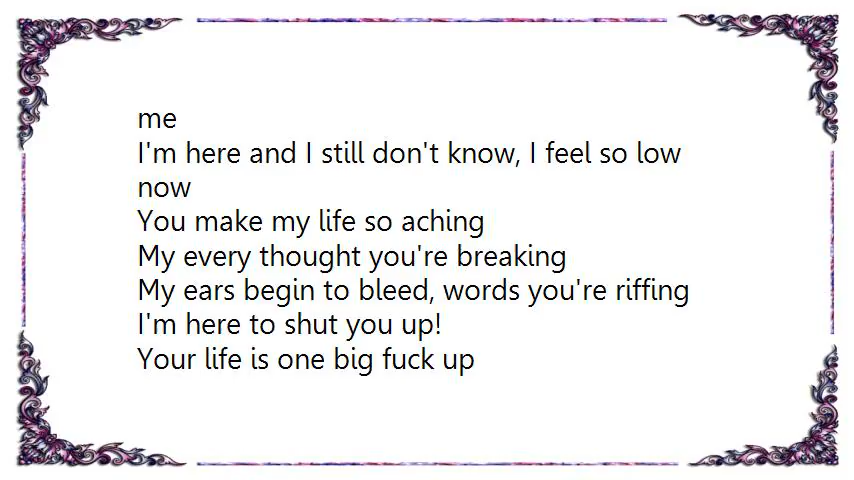 me
I'm here and I still don't know, I feel so low
now
You make my life so aching
My every thought you're breaking
My ears begin to bleed, words you're riffing
I'm here to shut you up!
Your life is one big fuck up